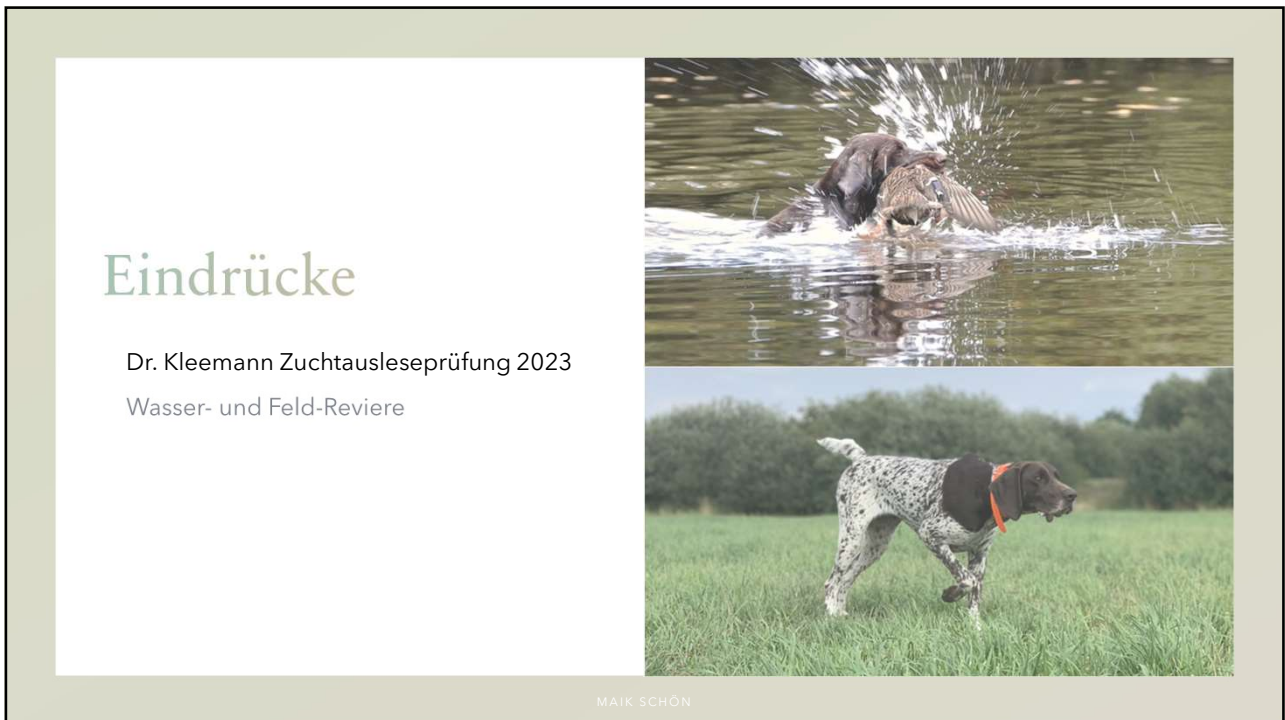 Eindrücke
Dr. Kleemann Zuchtausleseprüfung 2023
Wasser- und Feld-Reviere
MAIK SCHÖN